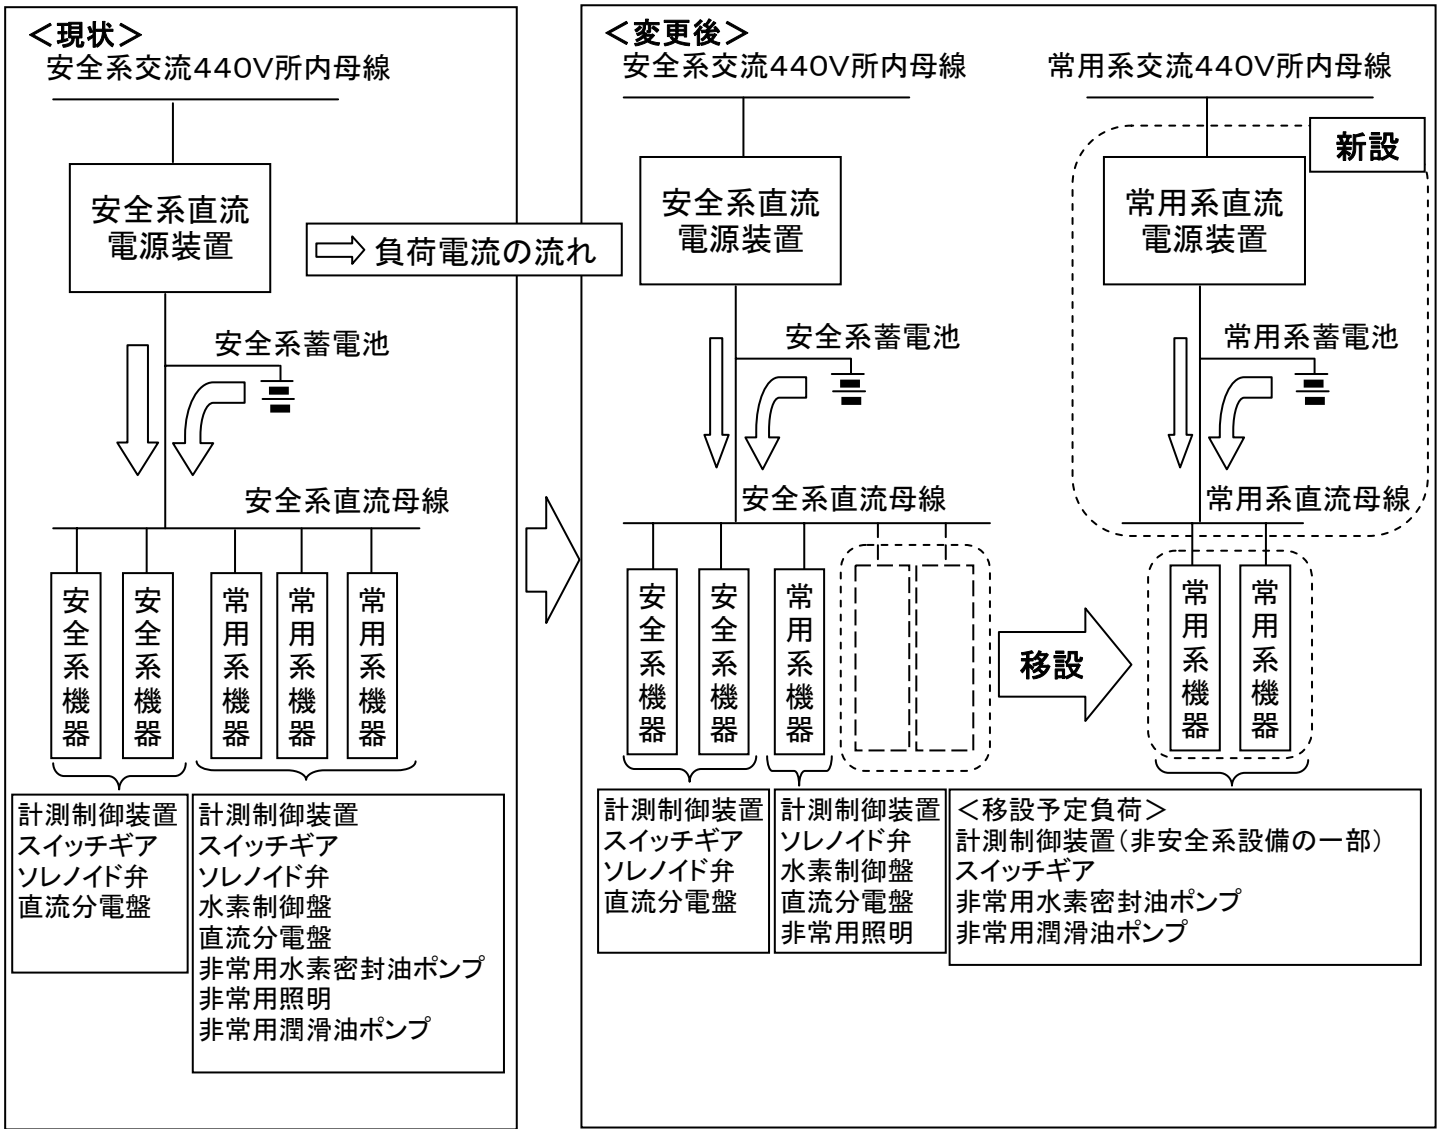 ＜現状＞
安全系交流440V所内母線
安全系直流
電源装置
負荷電流の流れ
安全系蓄電池
安全系直流母線
安全系機器
安全系機器
常用系機器
常用系機器
常用系機器
計測制御装置
スイッチギア
ソレノイド弁
直流分電盤
計測制御装置
スイッチギア
ソレノイド弁
水素制御盤
直流分電盤
非常用水素密封油ポンプ
非常用照明
非常用潤滑油ポンプ
＜変更後＞
安全系交流440V所内母線
常用系交流440V所内母線
新設
安全系直流
電源装置
常用系直流
電源装置
安全系蓄電池
常用系蓄電池
安全系直流母線
常用系直流母線
安全系機器
安全系機器
常用系機器
移設
常用系機器
常用系機器
計測制御装置
スイッチギア
ソレノイド弁
直流分電盤
計測制御装置
ソレノイド弁
水素制御盤
直流分電盤
非常用照明
＜移設予定負荷＞
計測制御装置（非安全系設備の一部）
スイッチギア
非常用水素密封油ポンプ
非常用潤滑油ポンプ